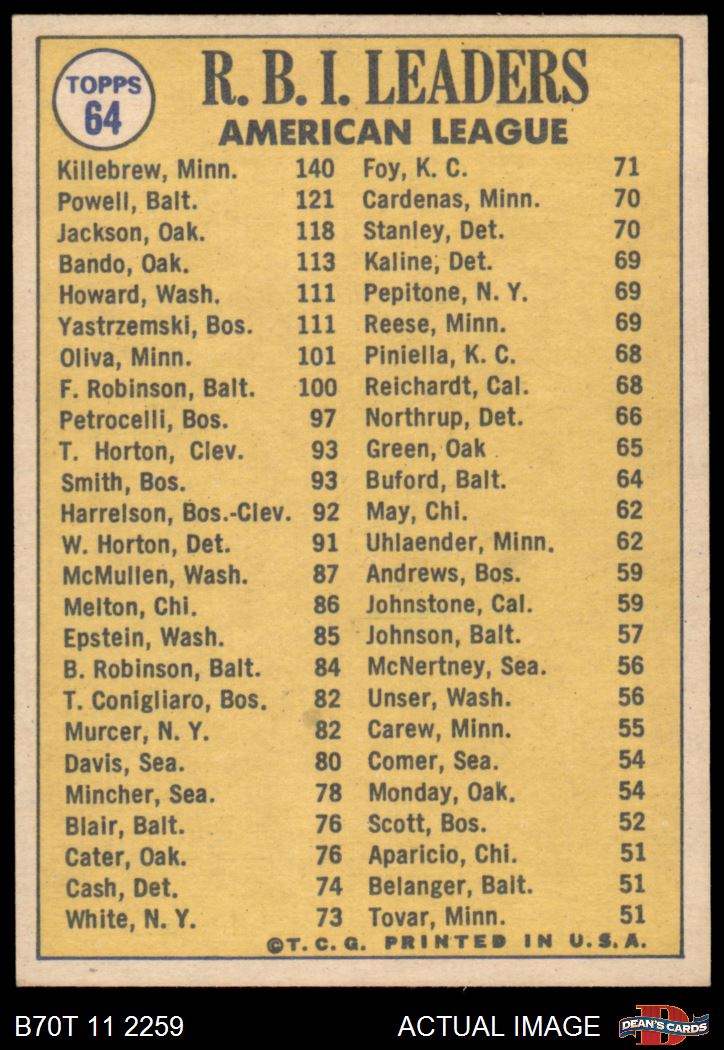 TOPPS
64
R. B. I. LEADERS
AMERICAN LEAGUE
Killebrew, Minn. 140 Foy, K. C. 71
Powell, Balt. 121 Cardenas, Minn. 70
Jackson, Oak. 118 Stanley, Det. 70
Bando, Oak. 113 Kaline, Det. 69
Howard, Wash. 111 Pepitone, N. Y. 69
Yastrzemski, Bos. 111 Reese, Minn. 69
Oliva, Minn. 101 Piniella, K. C. 68
F. Robinson, Balt. 100 Reichardt, Cal. 68
Petrocelli, Bos. 97 Northrup, Det. 66
T. Horton, Clev. 93 Green, Oak 65
Smith, Bos. 93 Buford, Balt. 64
Harrelson, Bos.-Clev. 92 May, Chi. 62
W. Horton, Det. 91 Uhlaender, Minn. 62
McMullen, Wash. 87 Andrews, Bos. 59
Melton, Chi. 86 Johnstone, Cal. 59
Epstein, Wash. 85 Johnson, Balt. 57
B. Robinson, Balt. 84 McNertney, Sea. 56
T. Conigliaro, Bos. 82 Unser, Wash. 56
Murcer, N. Y. 82 Carew, Minn. 55
Davis, Sea. 80 Comer, Sea. 54
Mincher, Sea. 78 Monday, Oak. 54
Blair, Balt. 76 Scott, Bos. 52
Cater, Oak. 76 Aparicio, Chi. 51
Cash, Det. 74 Belanger, Balt. 51
White, N. Y. 73 Tovar, Minn. 51
©T. C. G. PRINTED IN U. S. A.
B70T 11 2259 ACTUAL IMAGE D DEAN'S CARDS